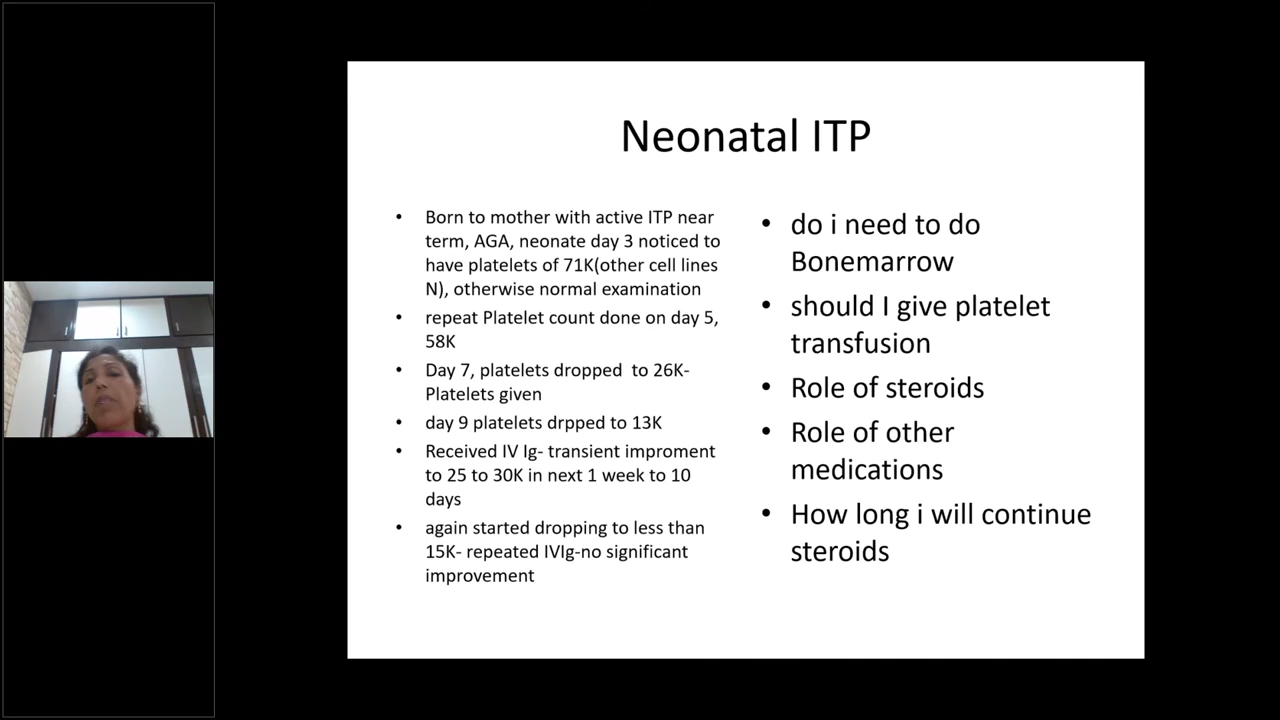 Neonatal ITP
• Born to mother with active ITP near
term, AGA, neonate day 3 noticed to
have platelets of 71K(other cell lines
N), otherwise normal examination
• repeat Platelet count done on day 5,
58K
• Day 7, platelets dropped  to 26K-
Platelets given
• day 9 platelets drpped to 13K
• Received IV Ig- transient improment
to 25 to 30K in next 1 week to 10
days
• again started dropping to less than
15K- repeated IVIg-no significant
improvement
• do i need to do
Bonemarrow
• should I give platelet
transfusion
• Role of steroids
• Role of other
medications
• How long i will continue
steroids